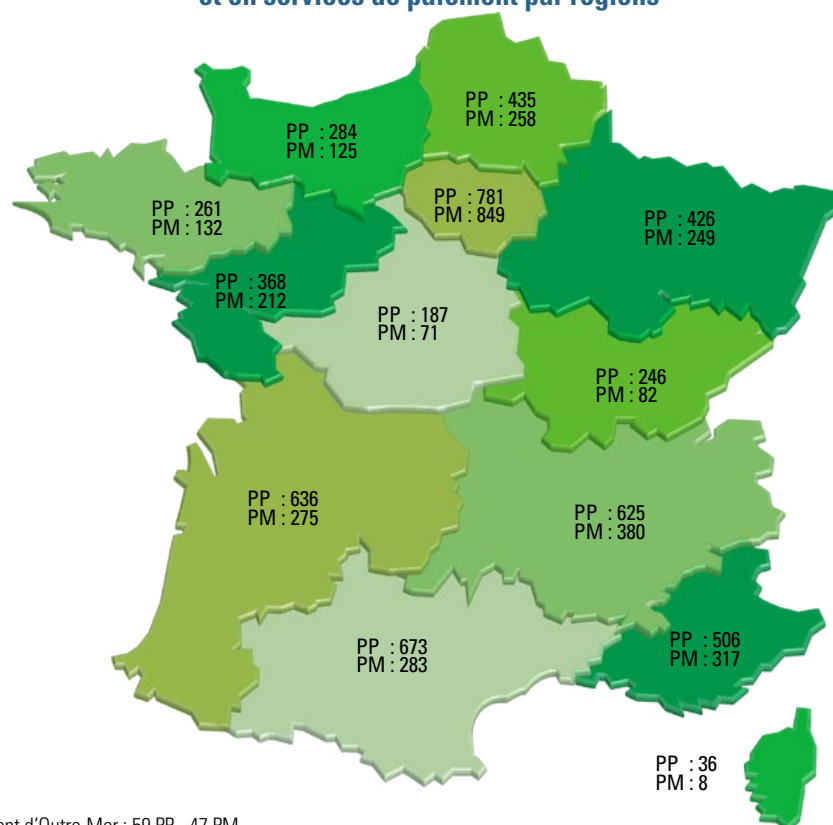 et en services de paiement par régions
PP : 435
PM : 258
PP : 284
PM : 125
PP : 781
PM : 849
PP : 261
PM : 132
PP : 426
PM : 249
PP : 368
PM : 212
PP : 187
PM : 71
PP : 246
PM : 82
PP : 636
PM : 275
PP : 625
PM : 380
PP : 673
PM : 283
PP : 506
PM : 317
PP : 36
PM : 8
d'Outre-Mer : 59 PP - 47 PM